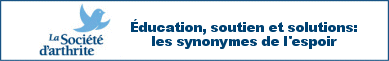 La Société
d'arthrite
Éducation, soutien et solutions:
les synonymes de l'espoir